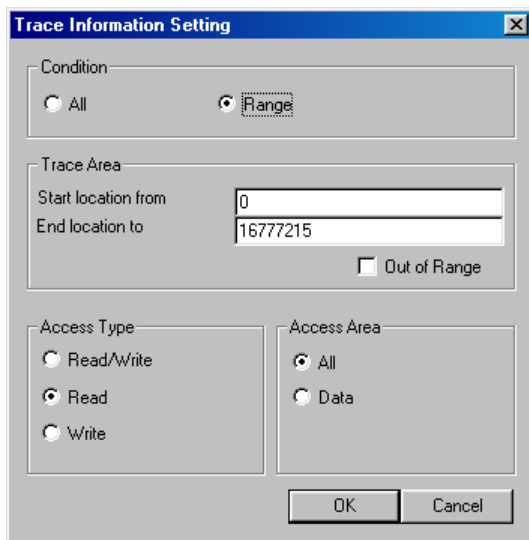 Trace Information Setting
Condition
All
Range
Trace Area
Start location from
0
End location to
16777215
Out of Range
Access Type
Read/Write
Read
Write
Access Area
All
Data
OK
Cancel